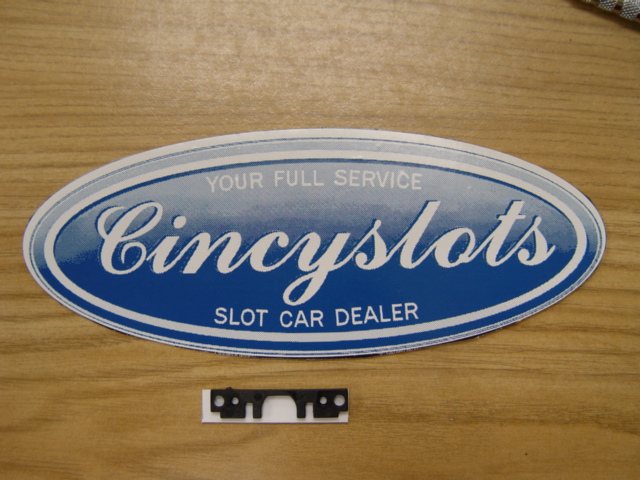 YOUR FULL SERVICE
Cincyslots
SLOT CAR DEALER